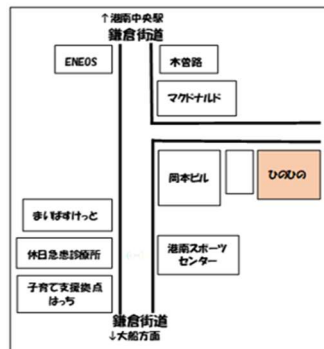 ↑港南中央駅
鎌倉街道
ENEOS
木曽路
マクドナルド
岡本ビル
ひのひの
まいばすけっと
休日急患診療所
港南スポーツ
センター
子育て支援拠点
はっち
鎌倉街道
↓大船方面